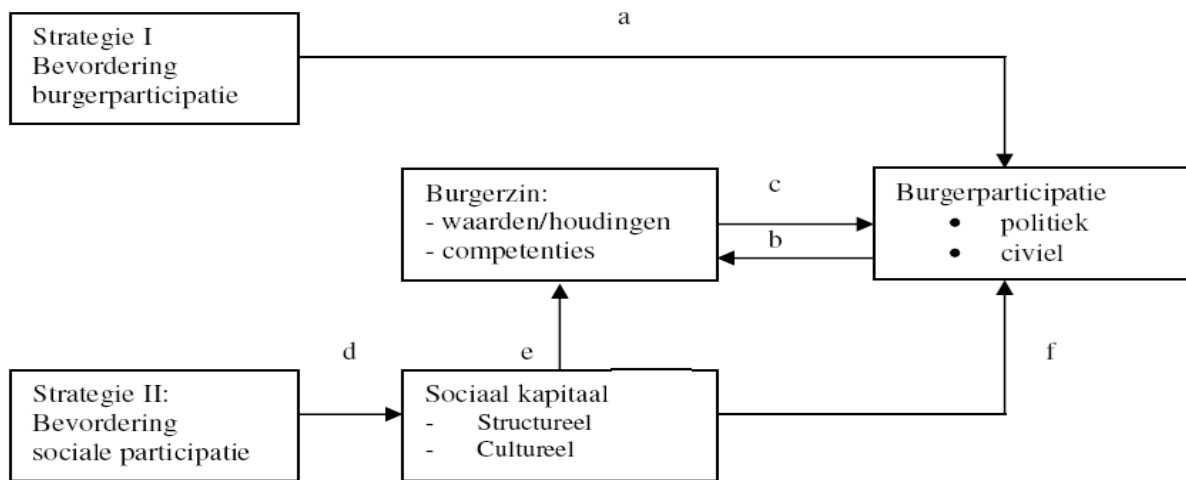 a
Strategie I
Bevordering
burgerparticipatie
Burgerzin:
- waarden/houdingen
- competenties
c
b
Burgerparticipatie
• politiek
• civiel
d
e
f
Strategie II:
Bevordering
sociale participatie
Sociaal kapitaal
- Structureel
- Cultureel